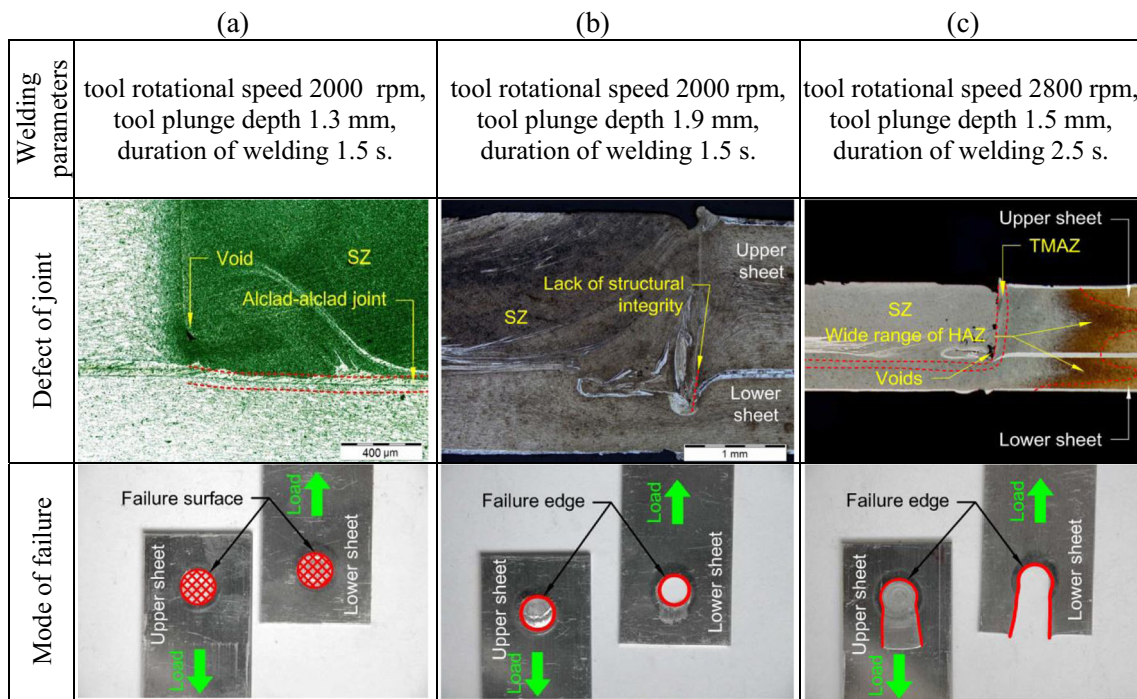 (a)
(b)
(c)
Welding
parameters
tool rotational speed 2000 rpm,
tool plunge depth 1.3 mm,
duration of welding 1.5 s.
tool rotational speed 2000 rpm,
tool plunge depth 1.9 mm,
duration of welding 1.5 s.
tool rotational speed 2800 rpm,
tool plunge depth 1.5 mm,
duration of welding 2.5 s.
Defect of joint
Void
SZ
Alclad-alclad joint
400 µm
Upper
sheet
Lack of structural
integrity
SZ
Lower
sheet
1 mm
Upper sheet
TMAZ
SZ
Wide range of HAZ
Voids
Lower sheet
Mode of failure
Failure surface
Load
Upper sheet
Lower sheet
Load
Failure edge
Load
Upper sheet
Lower sheet
Load
Failure edge
Load
Upper sheet
Lower sheet
Load